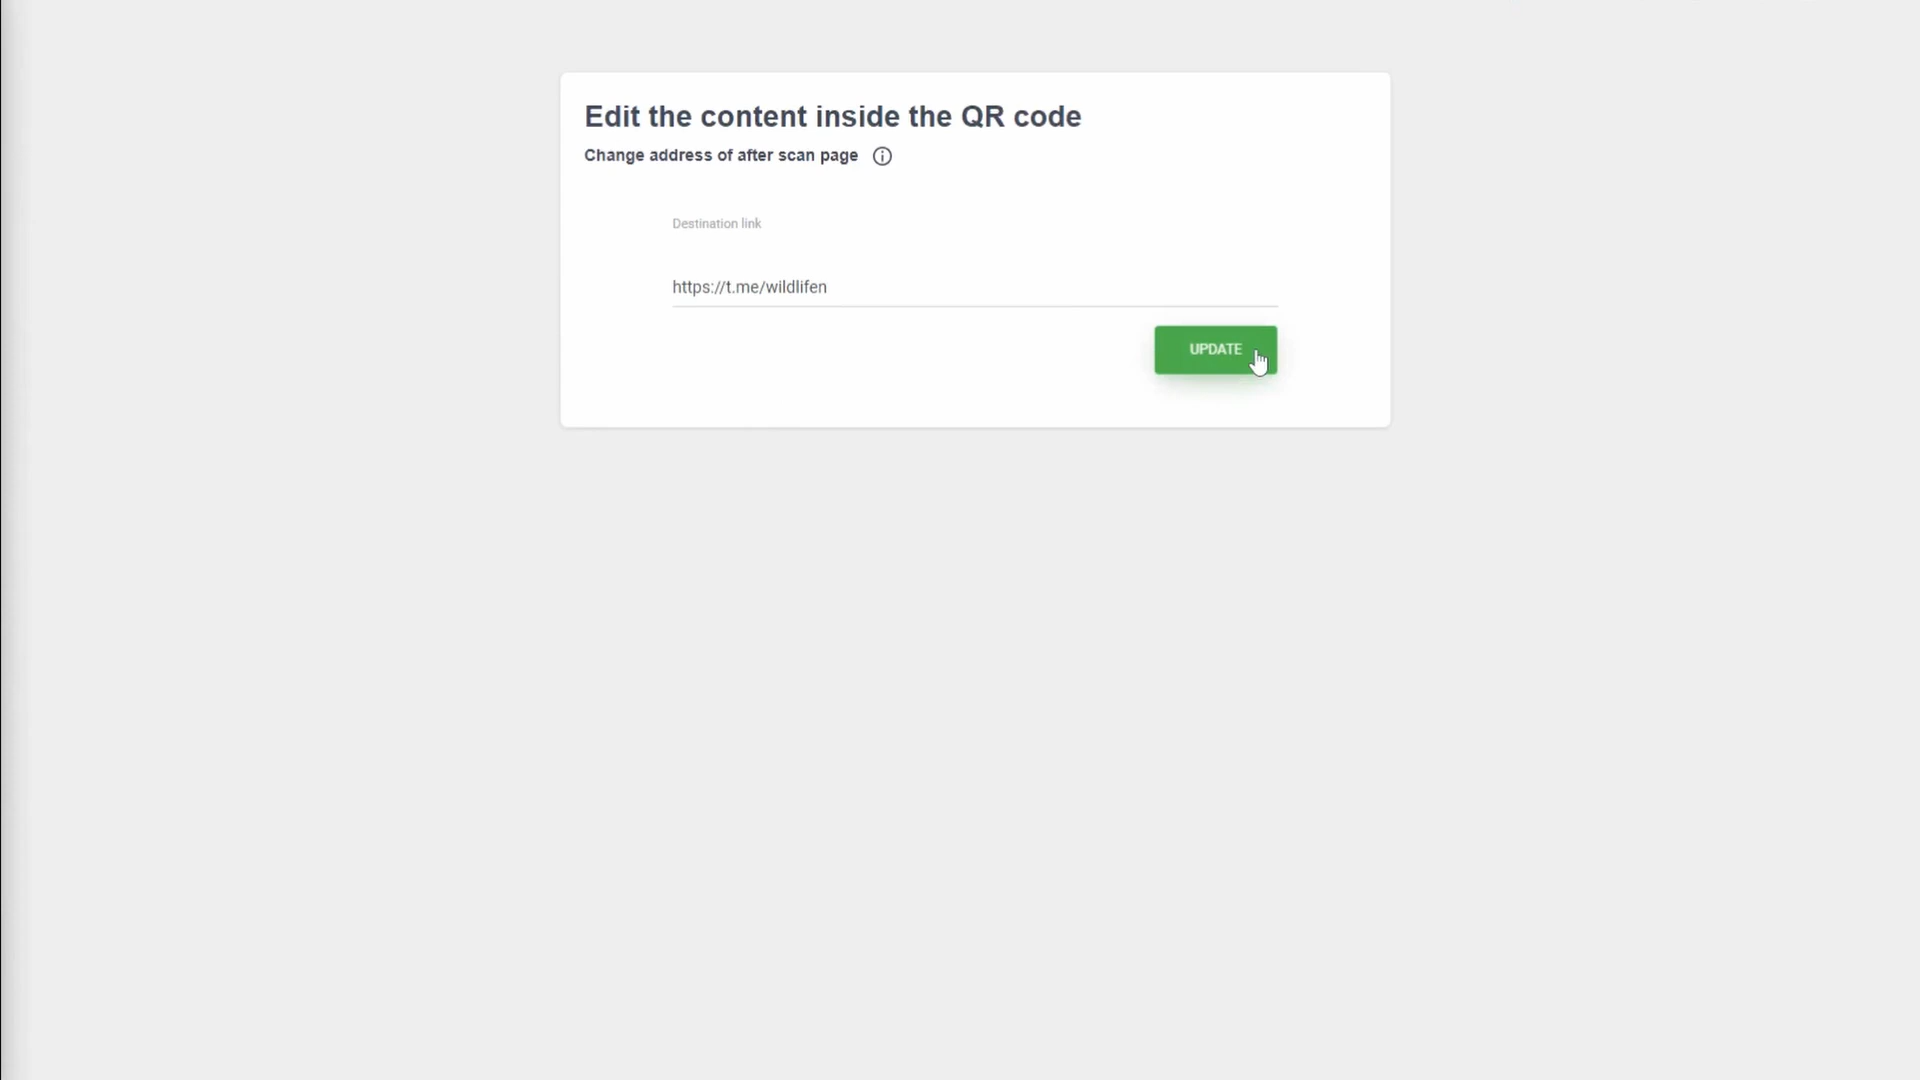 Edit the content inside the QR code
Change address of after scan page
Destination link
https://t.me/wildlifen
UPDATE